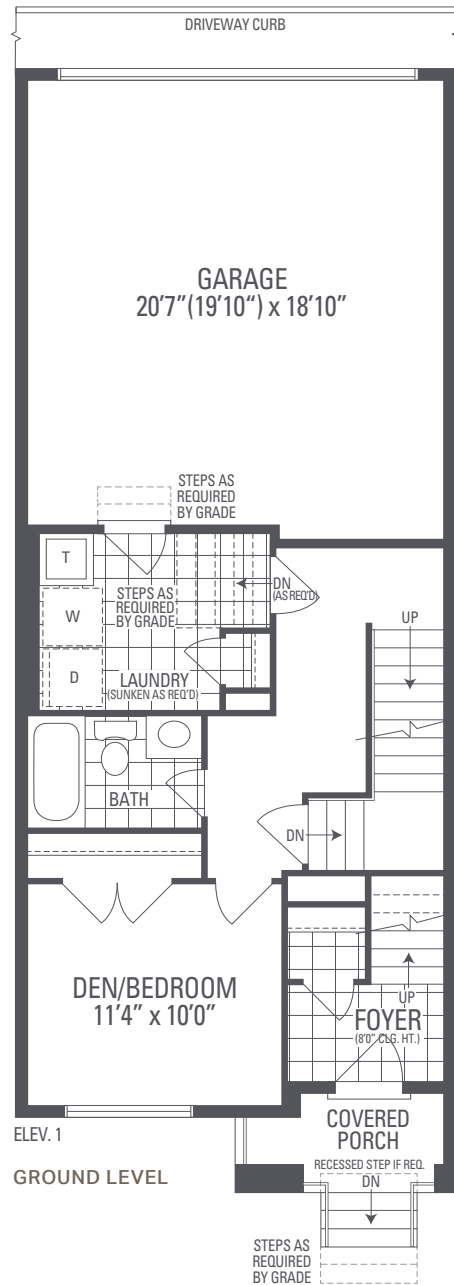 DRIVEWAY CURB
GARAGE
20'7"(19'10") x 18'10"
STEPS AS
REQUIRED
BY GRADE
T
STEPS AS
REQUIRED
BY GRADE
DN
(AS REQ'D)
W
UP
D
LAUNDRY
(SUNKEN AS REQ'D)
BATH
DN
DEN/BEDROOM
11'4" x 10'0"
UP
FOYER
(8'0" CLG. HT.)
ELEV. 1
COVERED
PORCH
GROUND LEVEL
RECESSED STEP IF REQ.
DN
STEPS AS
REQUIRED
BY GRADE